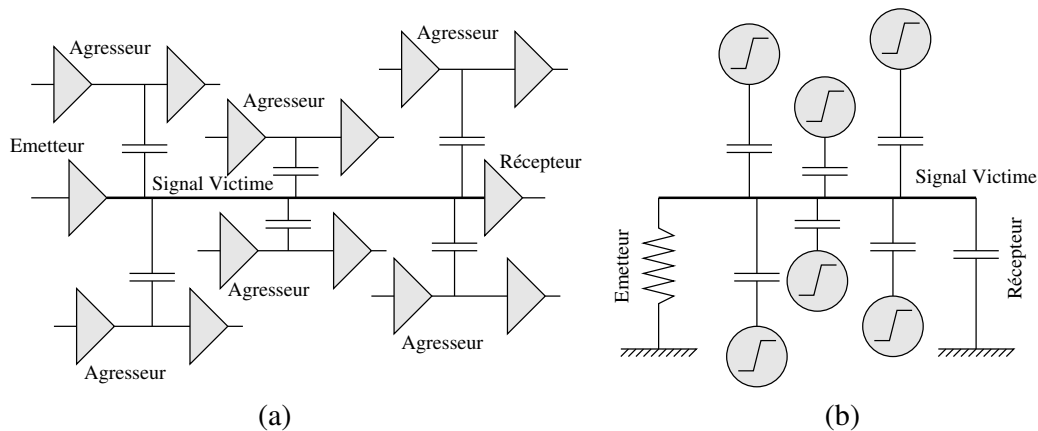 Agresseur
Agresseur
Agresseur
Emetteur
Récepteur
Signal Victime
Agresseur
Agresseur
Agresseur
(a)
Signal Victime
Emetteur
Récepteur
(b)